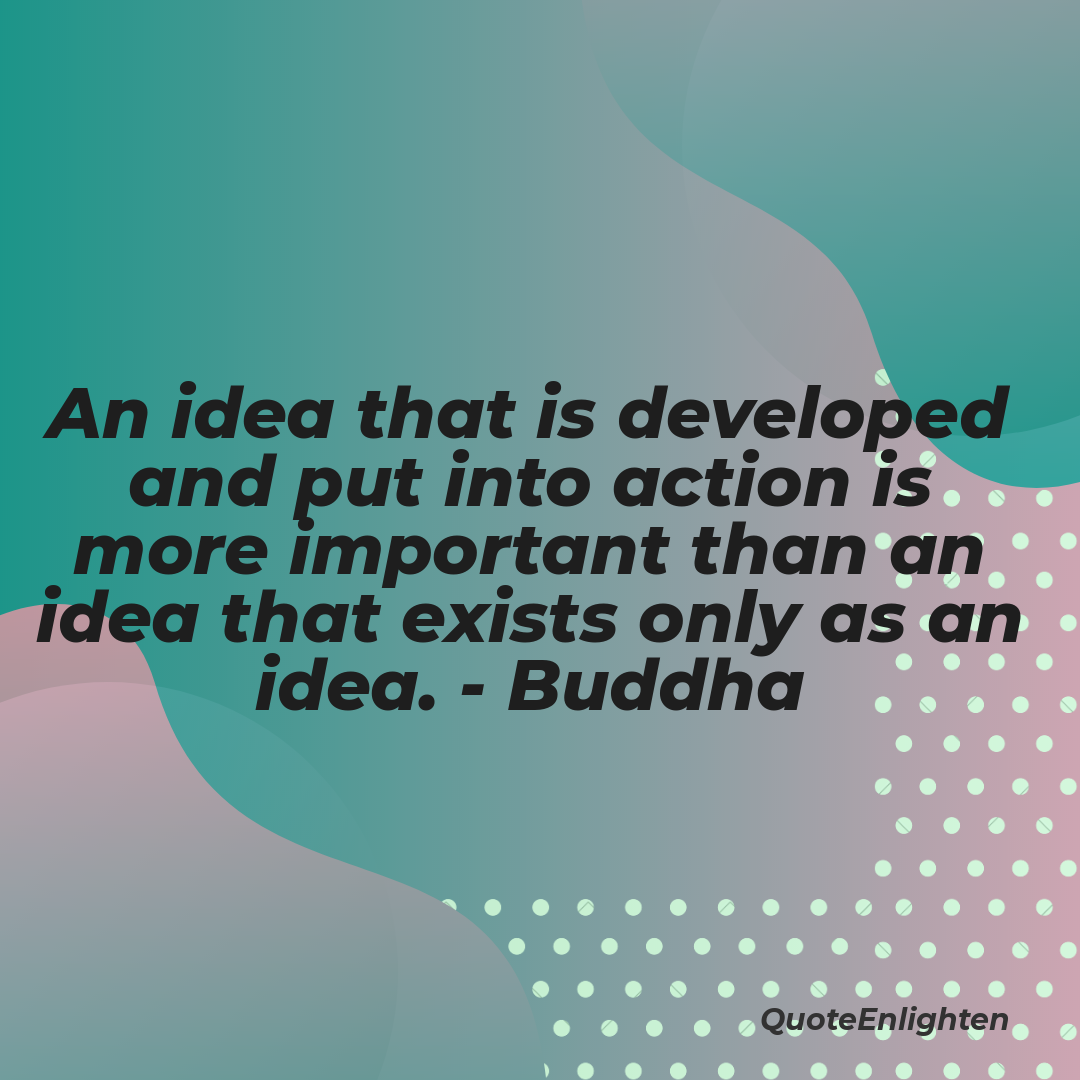 An idea that is developed
and put into action is
more important than an
idea that exists only as an
idea. - Buddha
QuoteEnlighten